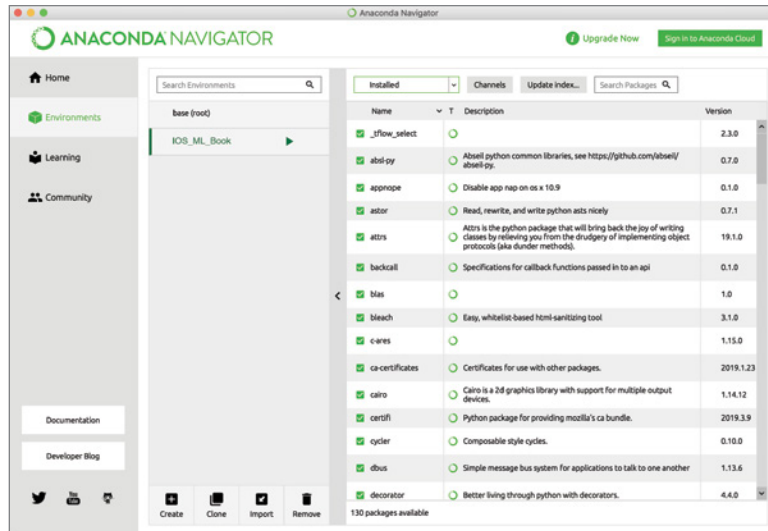 Anaconda Navigator
ANACONDA NAVIGATOR
i Upgrade Now
Sign in to Anaconda Cloud
Home
Environments
Learning
Community
Documentation
Developer Blog
You Tube
Search Environments
base (root)
IOS_ML_Book
Create Clone Import Remove
Installed Channels Update index... Search Packages
Name T Description Version
_tflow_select 2.3.0
absl-py Abseil python common libraries, see https://github.com/abseil/
abseil-py. 0.7.0
appnope Disable app nap on os x 10.9 0.1.0
astor Read, rewrite, and write python asts nicely 0.7.1
attrs Attrs is the python package that will bring back the joy of writing
classes by relieving you from the drudgery of implementing object
protocols (aka dunder methods). 19.1.0
backcall Specifications for callback functions passed in to an api 0.1.0
blas 1.0
bleach Easy, whitelist-based html-sanitizing tool 3.1.0
c-ares 1.15.0
ca-certificates Certificates for use with other packages. 2019.1.23
cairo Cairo is a 2d graphics library with support for multiple output
devices. 1.14.12
certifi Python package for providing mozilla's ca bundle. 2019.3.9
cycler Composable style cycles. 0.10.0
dbus Simple message bus system for applications to talk to one another 1.13.6
decorator Better living through python with decorators. 4.4.0
130 packages available